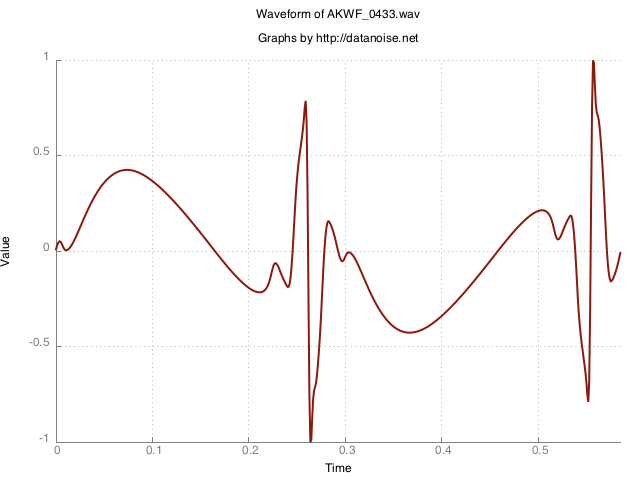 Waveform of AKWF_0433.wav
Graphs by http://datanoise.net
1
0.5
0
-0.5
-1
Value
0 0.1 0.2 0.3 0.4 0.5
Time